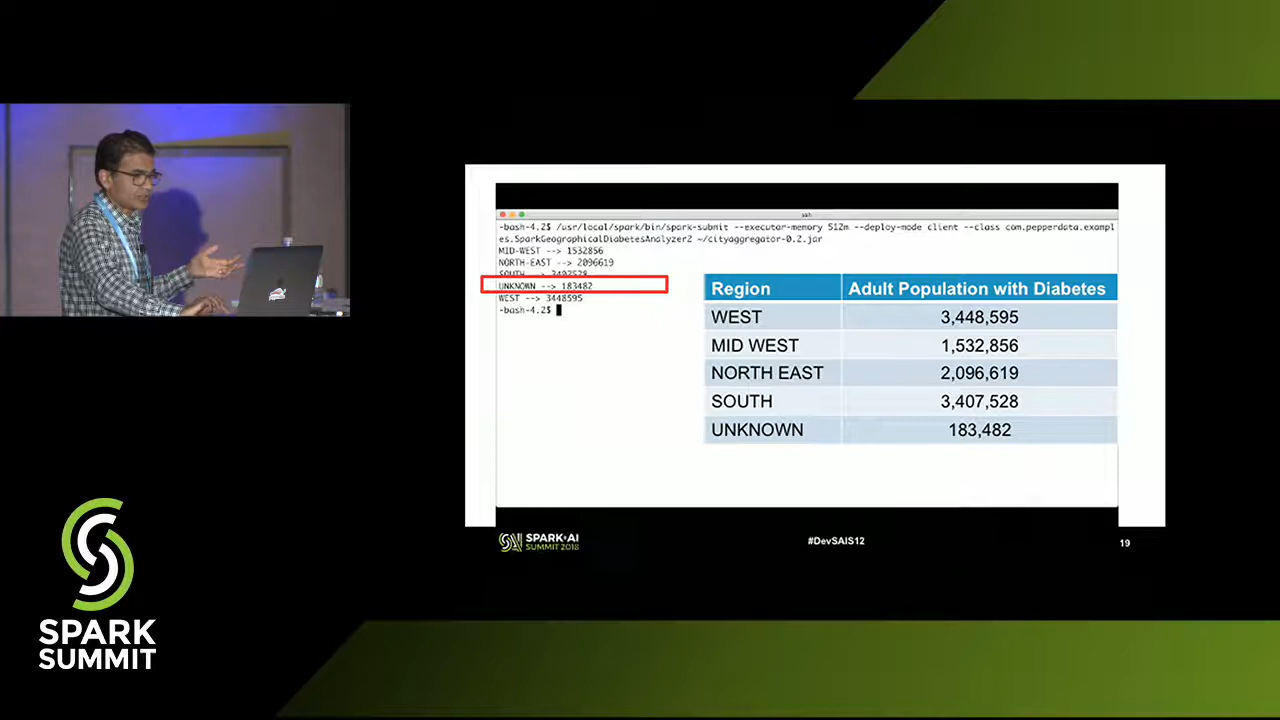 -bash-4.2$ /usr/local/spark/bin/spark-submit --executor-memory 512m --deploy-mode client --class com.pepperdata.exampl
es.SparkGeographicalDiabetesAnalyzer2 ~/cityaggregator-0.2.jar
MID-WEST --> 1532856
NORTH-EAST --> 2096619
SOUTH --> 3407528
UNKNOWN --> 183482
WEST --> 3448595
-bash-4.2$
ssh
Region Adult Population with Diabetes
WEST 3,448,595
MID WEST 1,532,856
NORTH EAST 2,096,619
SOUTH 3,407,528
UNKNOWN 183,482
SPARK+AI
SUMMIT 2018
#DevSAIS12
19
SPARK
SUMMIT